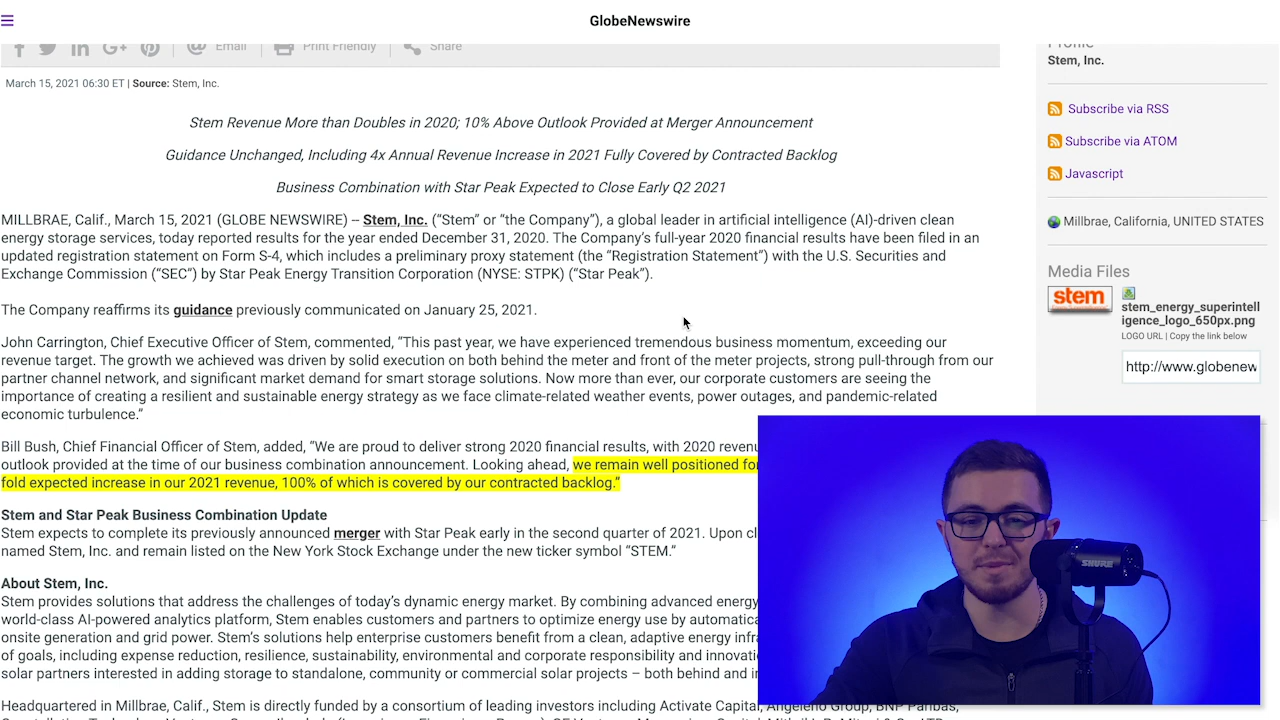 GlobeNewswire
Email
Print Friendly
Share
Profile
Stem, Inc.
March 15, 2021 06:30 ET | Source: Stem, Inc.
Subscribe via RSS
Subscribe via ATOM
Javascript
Millbrae, California, UNITED STATES
Media Files
stem
stem_energy_superintell
igence_logo_650px.png
LOGO URL | Copy the link below
http://www.globenew
Stem Revenue More than Doubles in 2020; 10% Above Outlook Provided at Merger Announcement
Guidance Unchanged, Including 4x Annual Revenue Increase in 2021 Fully Covered by Contracted Backlog
Business Combination with Star Peak Expected to Close Early Q2 2021
MILLBRAE, Calif., March 15, 2021 (GLOBE NEWSWIRE) -- Stem, Inc. (“Stem” or “the Company”), a global leader in artificial intelligence (AI)-driven clean
energy storage services, today reported results for the year ended December 31, 2020. The Company’s full-year 2020 financial results have been filed in an
updated registration statement on Form S-4, which includes a preliminary proxy statement (the “Registration Statement”) with the U.S. Securities and
Exchange Commission (“SEC”) by Star Peak Energy Transition Corporation (NYSE: STPK) (“Star Peak”).
The Company reaffirms its guidance previously communicated on January 25, 2021.
John Carrington, Chief Executive Officer of Stem, commented, “This past year, we have experienced tremendous business momentum, exceeding our
revenue target. The growth we achieved was driven by solid execution on both behind the meter and front of the meter projects, strong pull-through from our
partner channel network, and significant market demand for smart storage solutions. Now more than ever, our corporate customers are seeing the
importance of creating a resilient and sustainable energy strategy as we face climate-related weather events, power outages, and pandemic-related
economic turbulence.“
Bill Bush, Chief Financial Officer of Stem, added, “We are proud to deliver strong 2020 financial results, with 2020 revenu
outlook provided at the time of our business combination announcement. Looking ahead, we remain well positioned for
fold expected increase in our 2021 revenue, 100% of which is covered by our contracted backlog.“
Stem and Star Peak Business Combination Update
Stem expects to complete its previously announced merger with Star Peak early in the second quarter of 2021. Upon cl
named Stem, Inc. and remain listed on the New York Stock Exchange under the new ticker symbol “STEM.”
About Stem, Inc.
Stem provides solutions that address the challenges of today’s dynamic energy market. By combining advanced energy
world-class AI-powered analytics platform, Stem enables customers and partners to optimize energy use by automatica
onsite generation and grid power. Stem’s solutions help enterprise customers benefit from a clean, adaptive energy infra
of goals, including expense reduction, resilience, sustainability, environmental and corporate responsibility and innovati
solar partners interested in adding storage to standalone, community or commercial solar projects – both behind and in
Headquartered in Millbrae, Calif., Stem is directly funded by a consortium of leading investors including Activate Capital, Angeleno Group, BNP Paribas,
SHURE